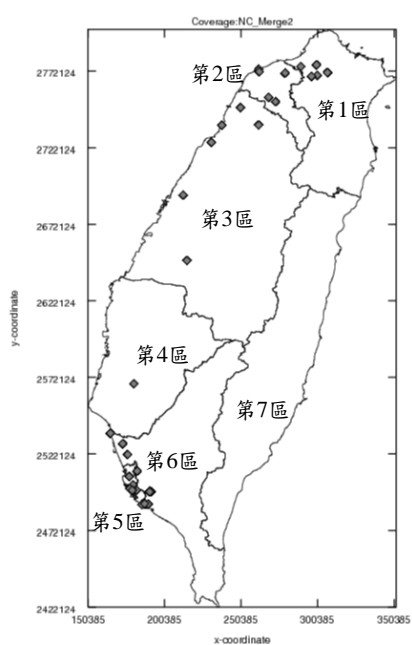 Coverage:NC_Merge2
2772124
2722124
2672124
2622124
2572124
2522124
2472124
2422124
y-coordinate
第2區
第1區
第3區
第4區
第7區
第6區
第5區
150385
200385
250385
300385
350385
x-coordinate